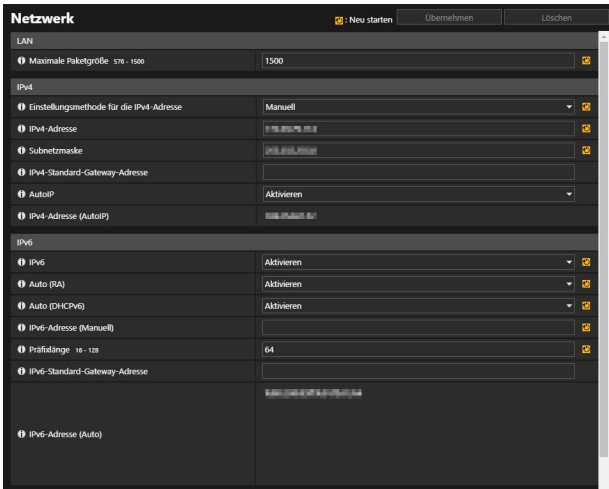 Netzwerk
: Neu starten
Übernehmen
Löschen
LAN
Maximale Paketgröße 576 - 1500
1500
IPv4
Einstellungsmethode für die IPv4-Adresse
Manuell
IPv4-Adresse
Subnetzmaske
IPv4-Standard-Gateway-Adresse
AutoIP
Aktivieren
IPv4-Adresse (AutoIP)
IPv6
IPv6
Aktivieren
Auto (RA)
Aktivieren
Auto (DHCPv6)
Aktivieren
IPv6-Adresse (Manuell)
Präfixlänge 16 - 128
64
IPv6-Standard-Gateway-Adresse
IPv6-Adresse (Auto)